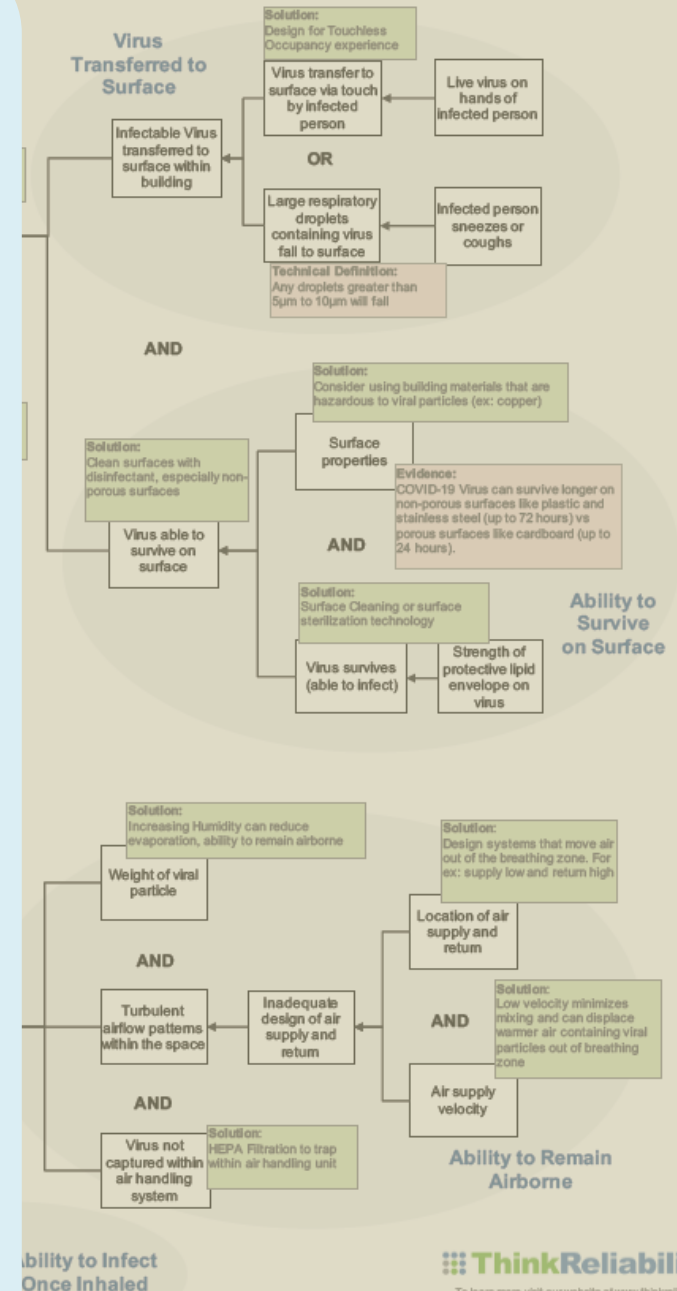 Solution:
Design for Touchless
Occupancy experience
Virus
Transferred to
Surface
Virus transfer to
surface via touch
by infected
person
Live virus on
hands of
infected person
Infectable Virus
transferred to
surface within
building
OR
Large respiratory
droplets
containing virus
fall to surface
Infected person
sneezes or
coughs
Technical Definition:
Any droplets greater than
5µm to 10µm will fall
AND
Solution:
Consider using building materials that are
hazardous to viral particles (ex: copper)
Surface
properties
Solution:
Clean surfaces with
disinfectant, especially non-
porous surfaces
Evidence:
COVID-19 Virus can survive longer on
non-porous surfaces like plastic and
stainless steel (up to 72 hours) vs
porous surfaces like cardboard (up to
24 hours).
Virus able to
survive on
surface
AND
Solution:
Surface Cleaning or surface
sterilization technology
Ability to
Survive
on Surface
Virus survives
(able to infect)
Strength of
protective lipid
envelope on
virus
Solution:
Increasing Humidity can reduce
evaporation, ability to remain airborne
Weight of viral
particle
Solution:
Design systems that move air
out of the breathing zone. For
ex: supply low and return high
Location of air
supply and
return
AND
Turbulent
airflow patterns
within the space
Inadequate
design of air
supply and
return
AND
Solution:
Low velocity minimizes
mixing and can displace
warmer air containing viral
particles out of breathing
zone
Air supply
velocity
AND
Virus not
captured within
air handling
system
Solution:
HEPA Filtration to trap
within air handling unit
Ability to Remain
Airborne
bility to Infect
Once Inhaled
ThinkReliabili